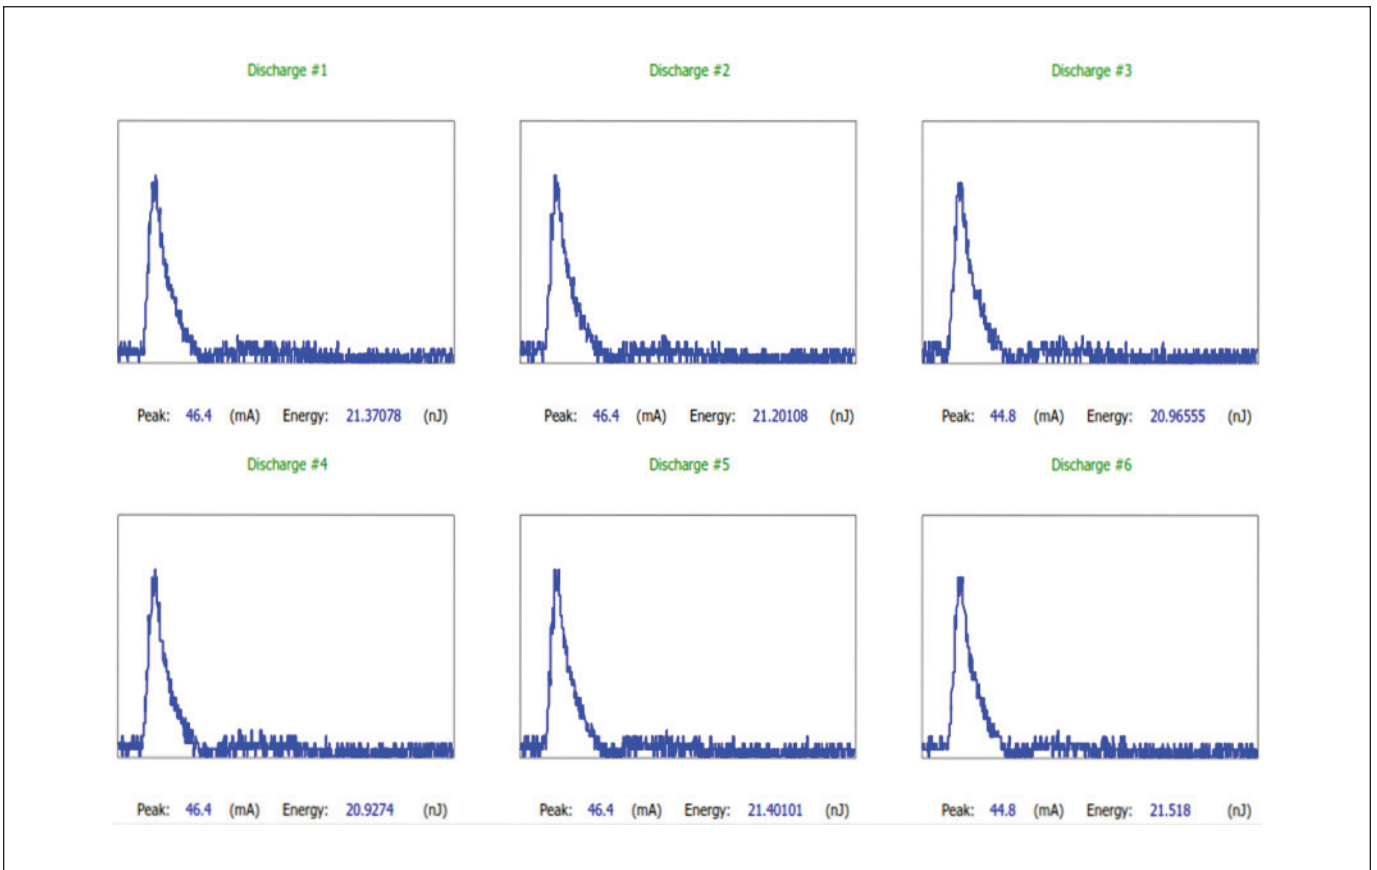 Discharge #1 Discharge #2 Discharge #3
Peak: 46.4 (mA) Energy: 21.37078 (nJ) Peak: 46.4 (mA) Energy: 21.20108 (nJ) Peak: 44.8 (mA) Energy: 20.96555 (nJ)
Discharge #4 Discharge #5 Discharge #6
Peak: 46.4 (mA) Energy: 20.9274 (nJ) Peak: 46.4 (mA) Energy: 21.40101 (nJ) Peak: 44.8 (mA) Energy: 21.518 (nJ)